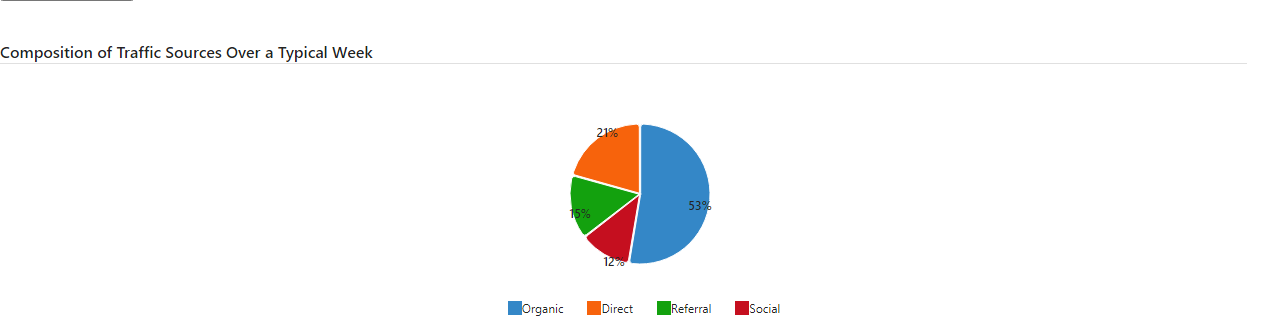 Composition of Traffic Sources Over a Typical Week
21%
53%
15%
12%
Organic Direct Referral Social